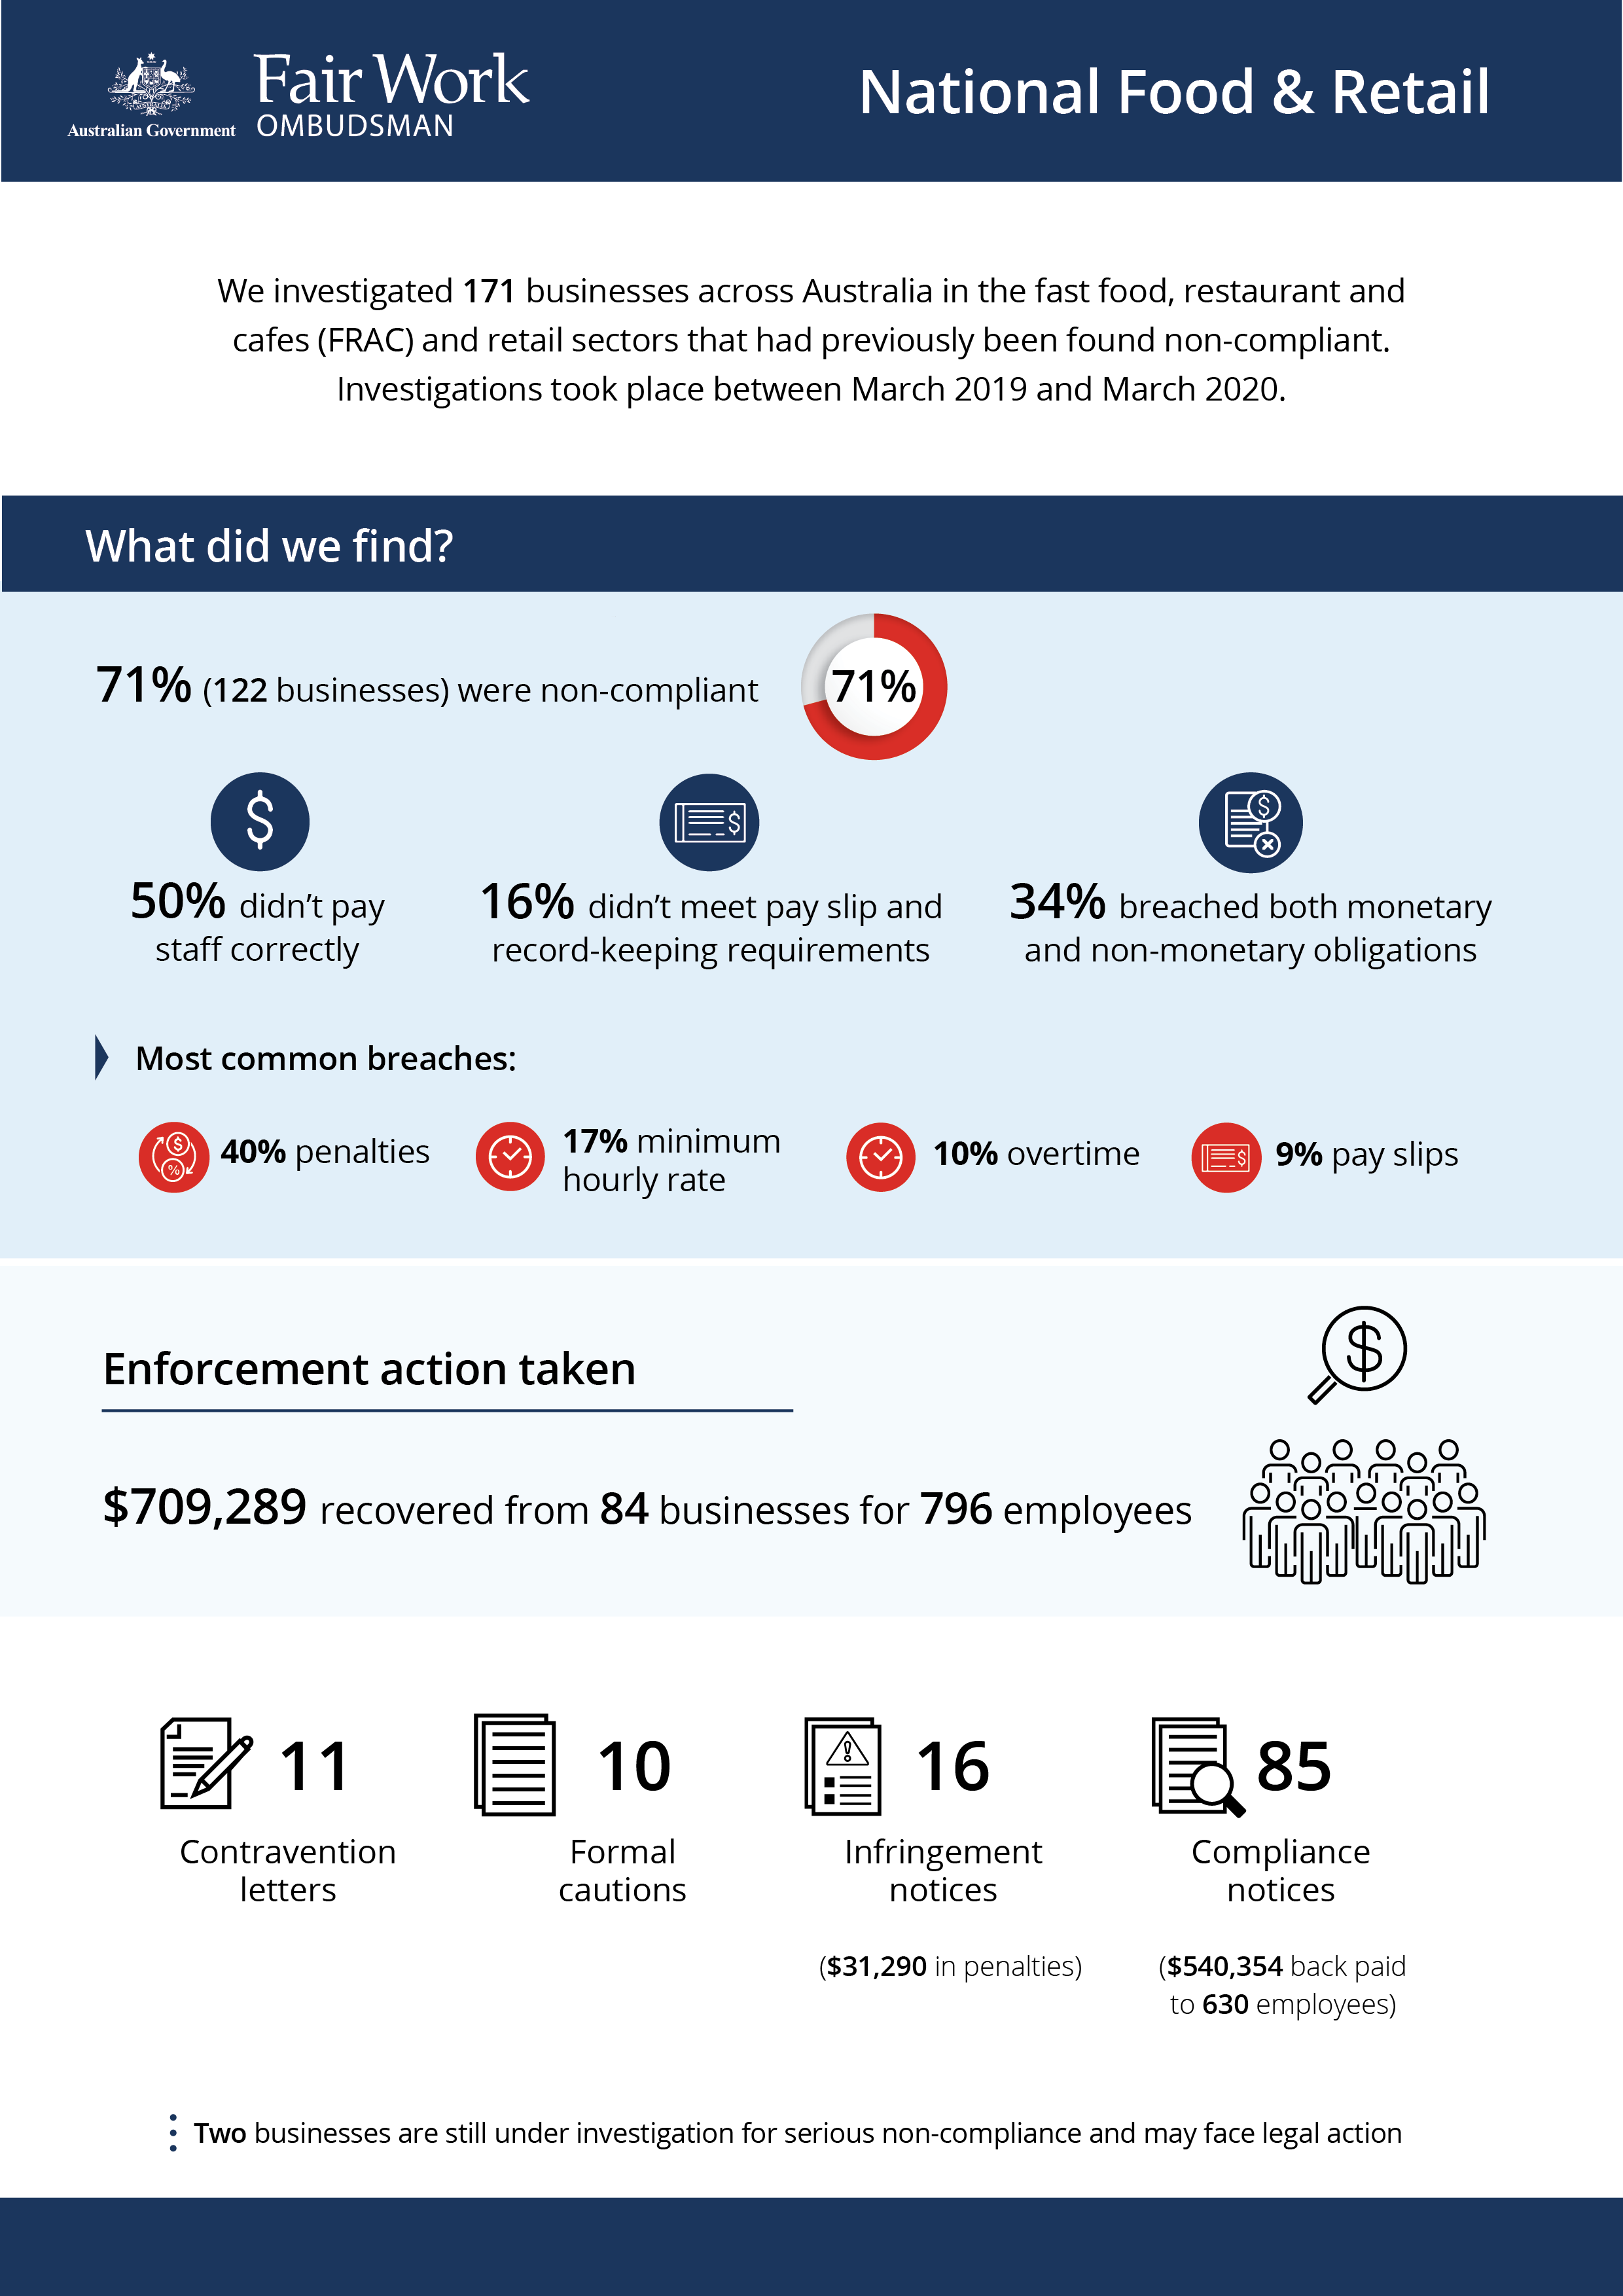 Australian Government
Fair Work
OMBUDSMAN
National Food & Retail
We investigated 171 businesses across Australia in the fast food, restaurant and
cafes (FRAC) and retail sectors that had previously been found non-compliant.
Investigations took place between March 2019 and March 2020.
What did we find?
71% (122 businesses) were non-compliant
71%
50% didn’t pay
staff correctly
16% didn’t meet pay slip and
record-keeping requirements
34% breached both monetary
and non-monetary obligations
Most common breaches:
40% penalties
17% minimum
hourly rate
10% overtime
9% pay slips
Enforcement action taken
$709,289 recovered from 84 businesses for 796 employees
11
Contravention
letters
10
Formal
cautions
16
Infringement
notices
($31,290 in penalties)
85
Compliance
notices
($540,354 back paid
to 630 employees)
Two businesses are still under investigation for serious non-compliance and may face legal action